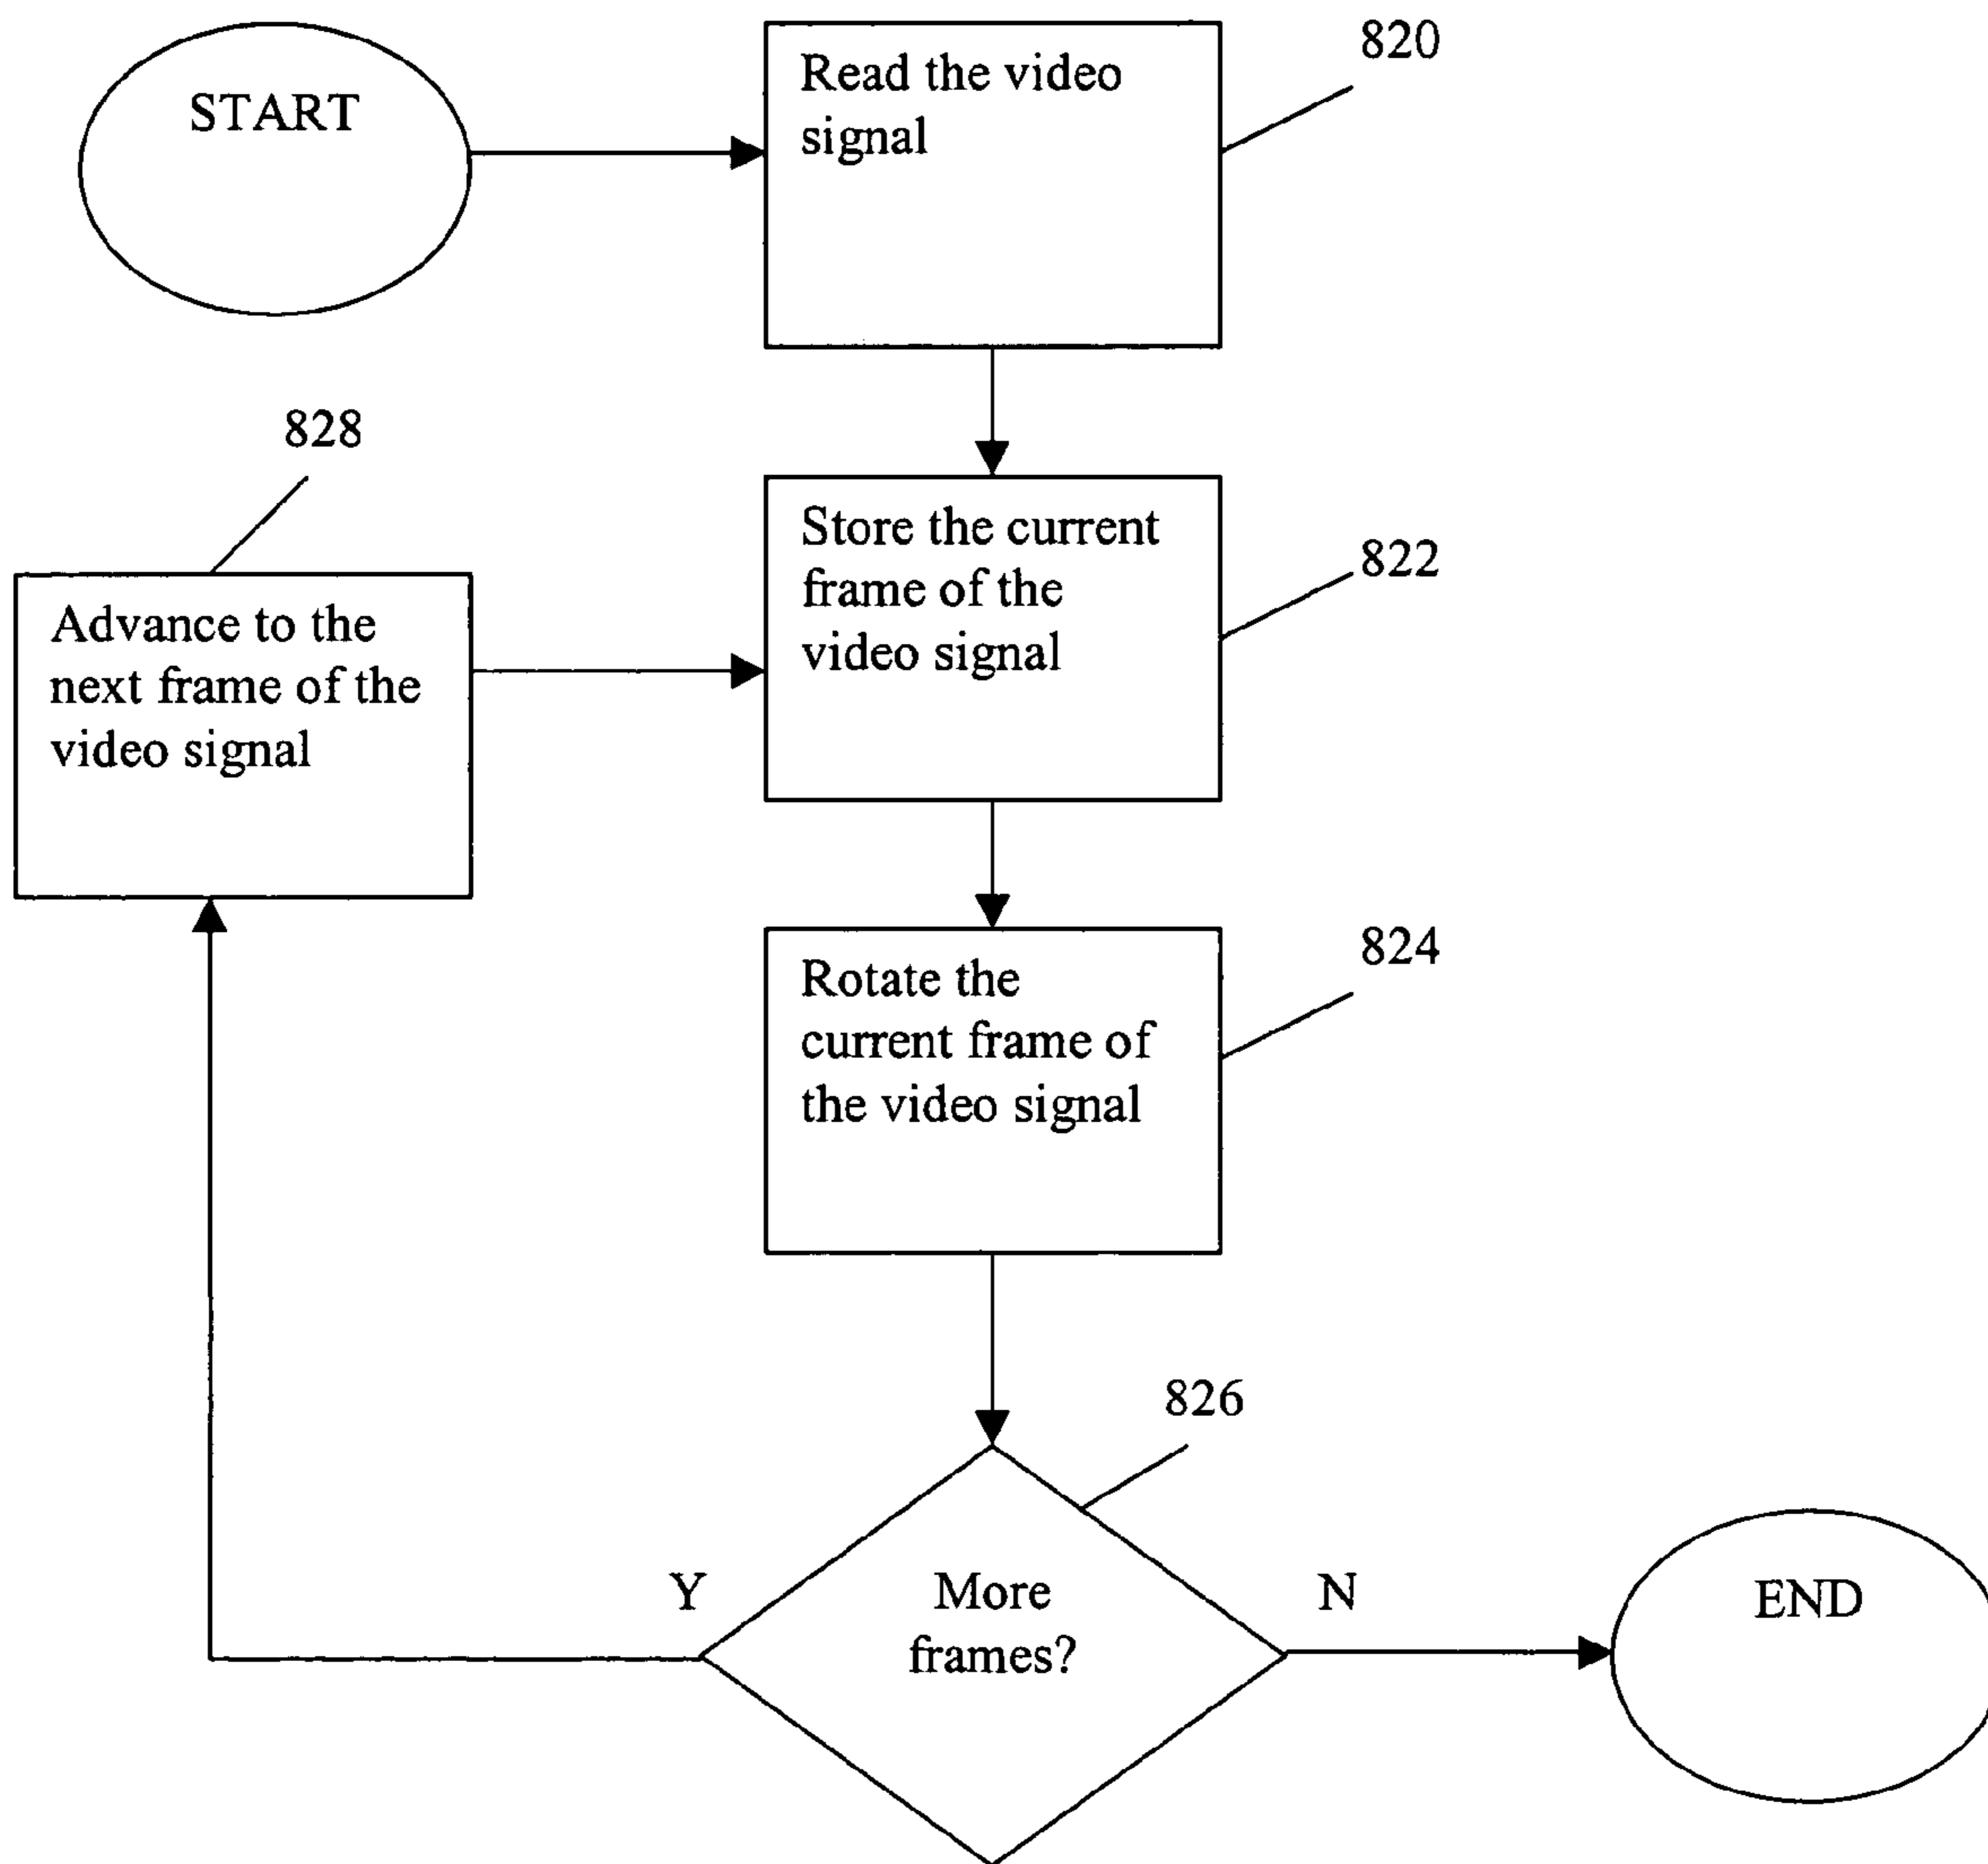 START
Read the video
signal
820
828
Store the current
frame of the
video signal
822
Advance to the
next frame of the
video signal
Rotate the
current frame of
the video signal
824
826
Y
More
frames?
N
END